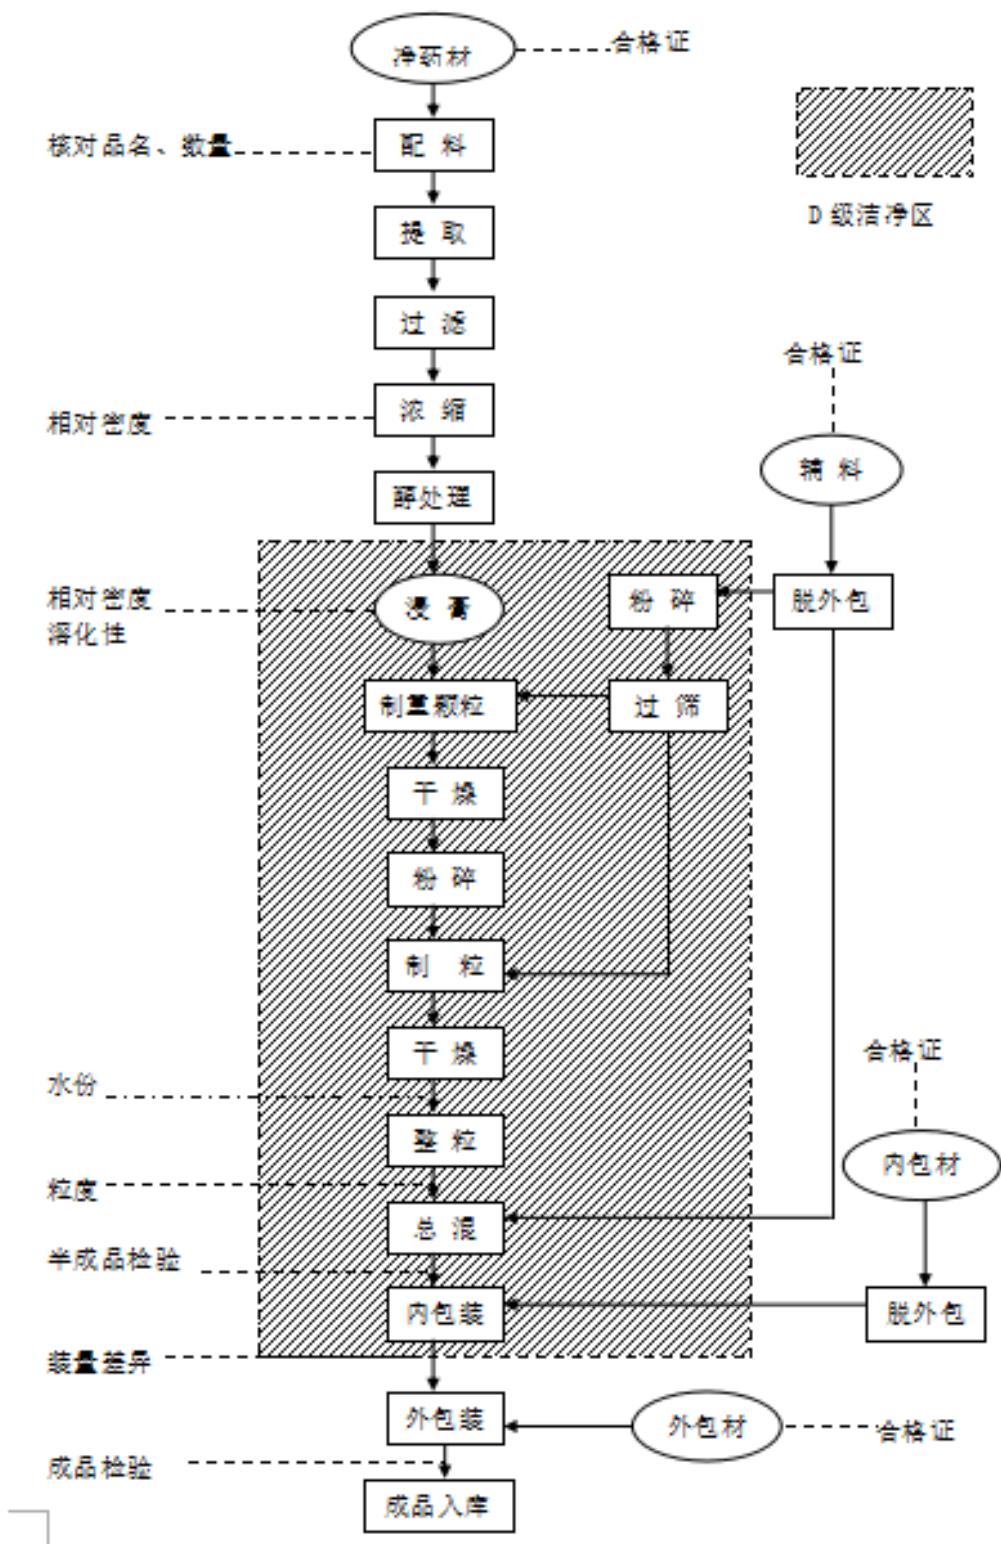 净药材
合格证
核对品名、数量
配 料
D 级洁净区
提 取
过 滤
合格证
相对密度
浓 缩
辅 料
醇处理
相对密度
溶化性
浸 膏
粉 碎
脱外包
制重颗粒
过 筛
干 燥
粉 碎
制 粒
干 燥
合格证
水份
整 粒
内包材
粒度
总 混
半成品检验
内包装
脱外包
装量差异
外包装
外包材
合格证
成品检验
成品入库